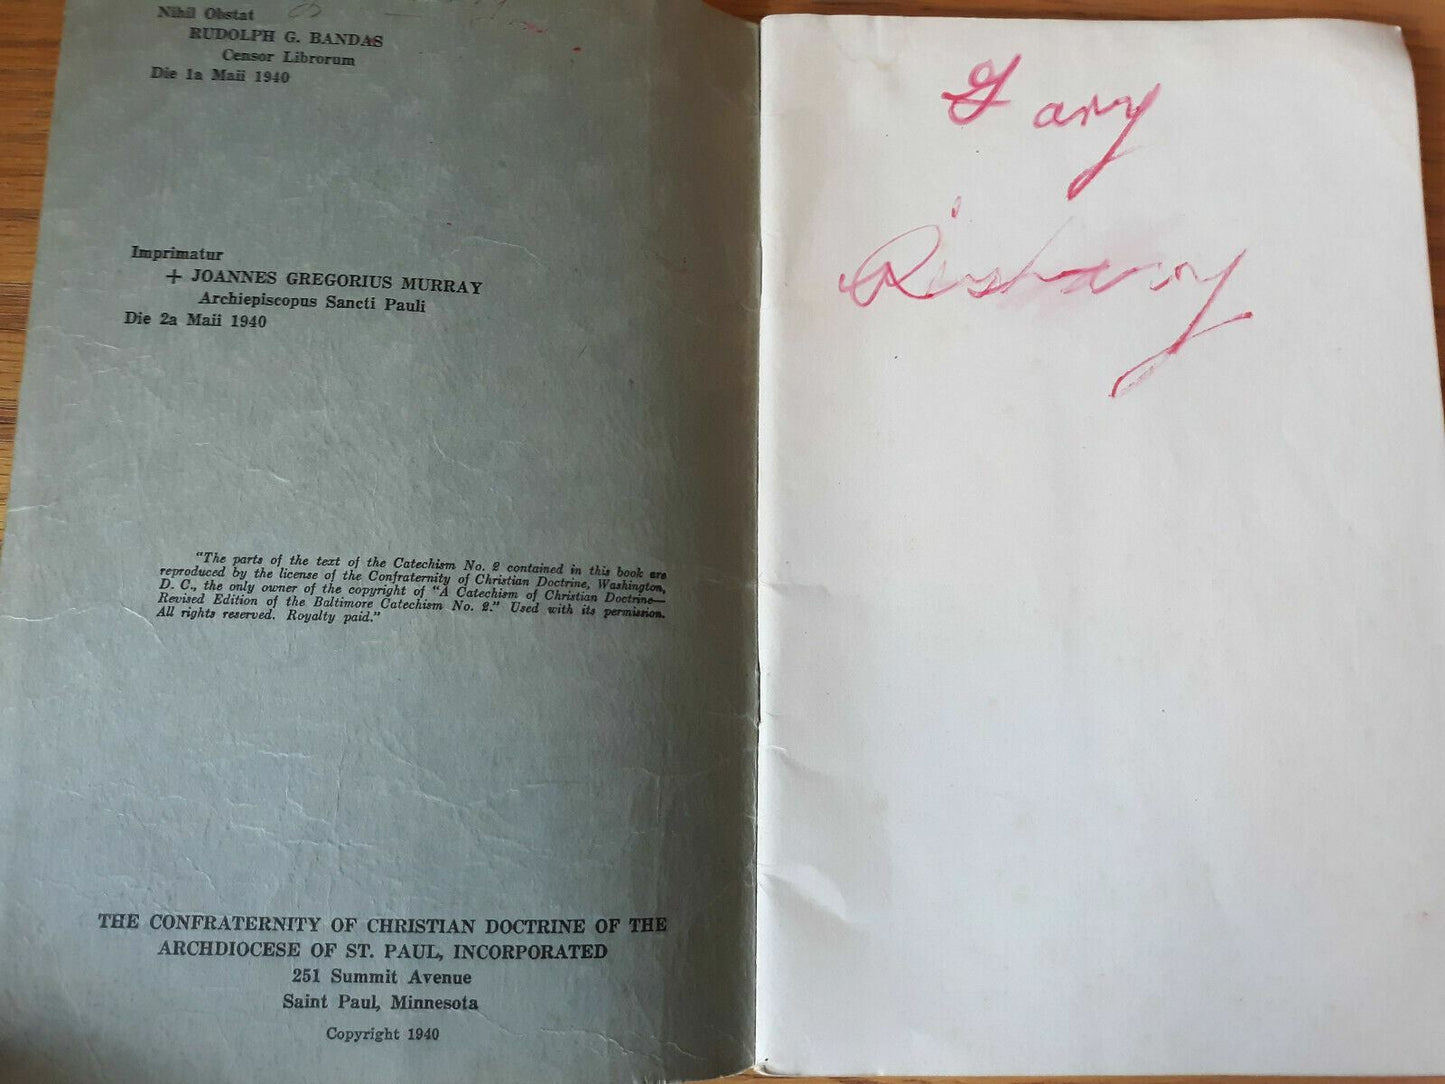 Nihil Obstat
RUDOLPH G. BANDAS
Censor Librorum
Die 1a Maii 1940
Imprimatur
+ JOANNES GREGORIUS MURRAY
Archiepiscopus Sancti Pauli
Die 2a Maii 1940
"The parts of the text of the Catechism No. 2 contained in this book are
reproduced by the license of the Confraternity of Christian Doctrine, Washington,
D. C., the only owner of the copyright of "A Catechism of Christian Doctrine—
Revised Edition of the Baltimore Catechism No. 2." Used with its permission.
All rights reserved. Royalty paid."
THE CONFRATERNITY OF CHRISTIAN DOCTRINE OF THE
ARCHDIOCESE OF ST. PAUL, INCORPORATED
251 Summit Avenue
Saint Paul, Minnesota
Copyright 1940
Gary